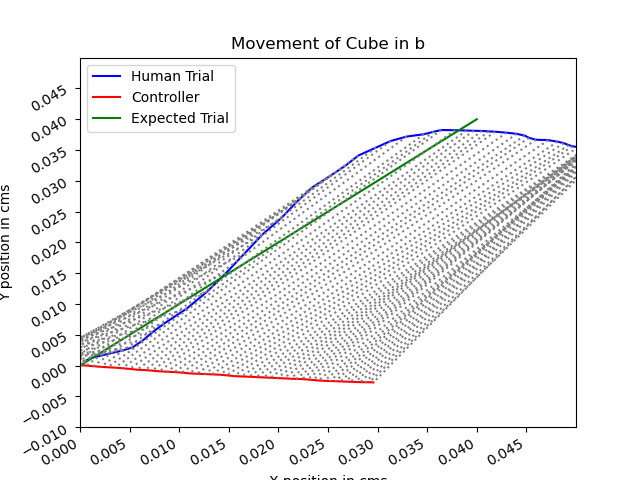 Movement of Cube in b
Human Trial
Controller
Expected Trial
0.045
0.040
0.035
0.030
0.025
0.020
0.015
0.010
0.005
0.000
−0.005
−0.010
Y position in cms
0.000 0.005 0.010 0.015 0.020 0.025 0.030 0.035 0.040 0.045
position in cms